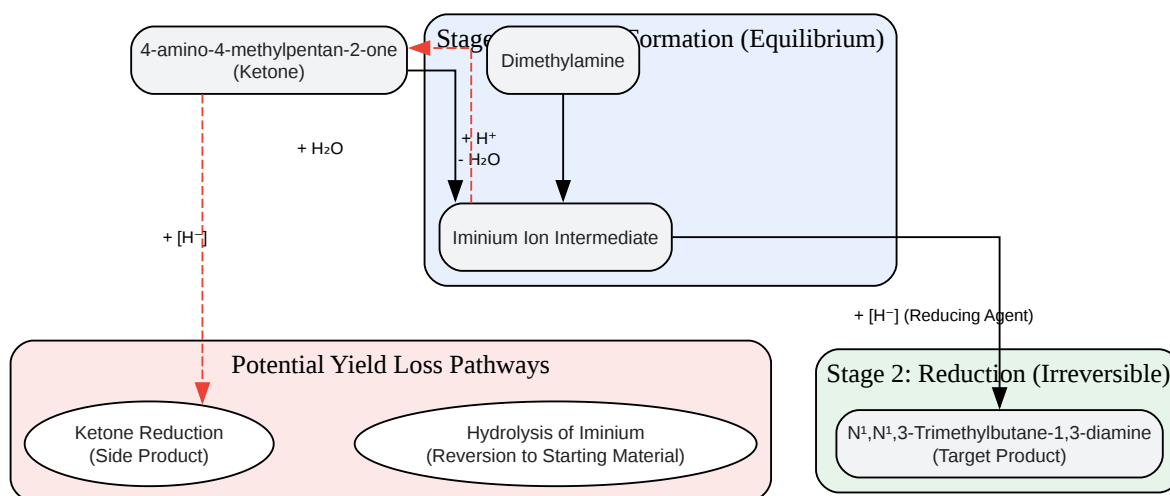 Stage Formation (Equilibrium)
4-amino-4-methylpentan-2-one
(Ketone)
Dimethylamine
+ H⁺
- H₂O
+ H₂O
Iminium Ion Intermediate
+ [H⁻]
+ [H⁻] (Reducing Agent)
Potential Yield Loss Pathways
Ketone Reduction
(Side Product)
Hydrolysis of Iminium
(Reversion to Starting Material)
Stage 2: Reduction (Irreversible)
N¹,N¹,3-Trimethylbutane-1,3-diamine
(Target Product)